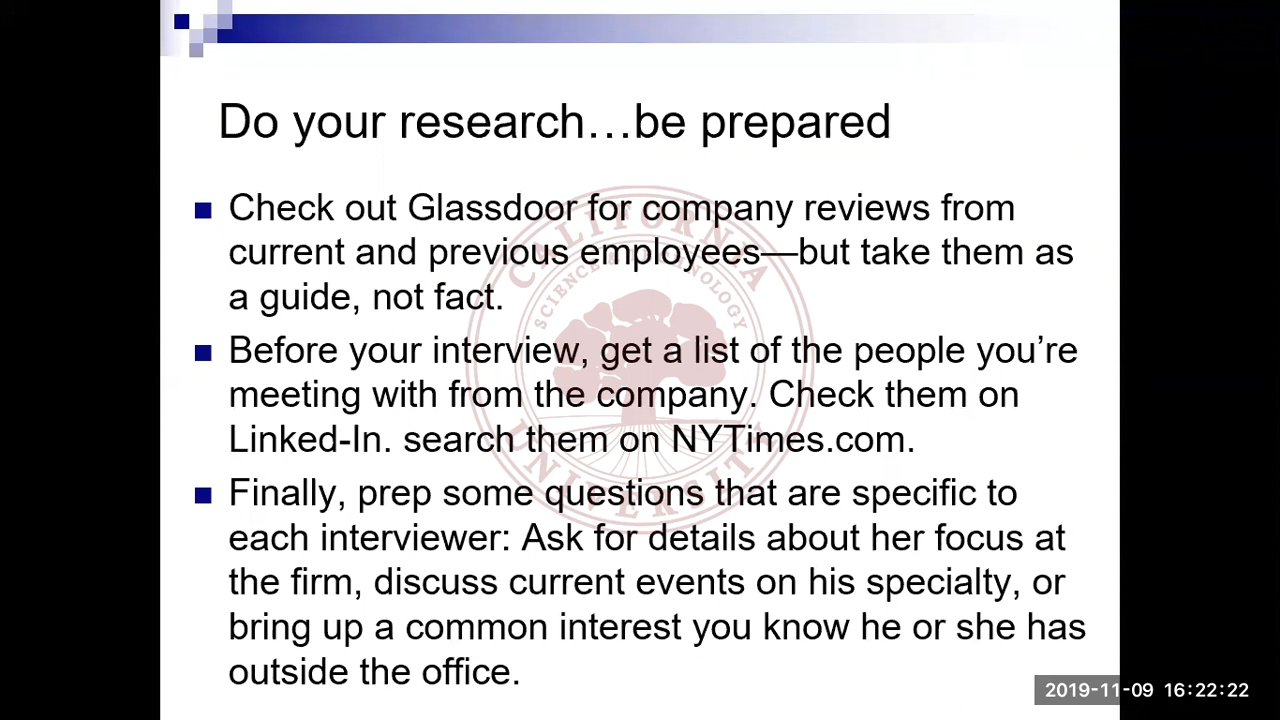 Do your research…be prepared
Check out Glassdoor for company reviews from
current and previous employees—but take them as
a guide, not fact.
Before your interview, get a list of the people you’re
meeting with from the company. Check them on
Linked-In. search them on NYTimes.com.
Finally, prep some questions that are specific to
each interviewer: Ask for details about her focus at
the firm, discuss current events on his specialty, or
bring up a common interest you know he or she has
outside the office.
CALIFORNIA
SCIENCE & TECHNOLOGY
UNIVERSITY
2019-11-09 16:22:22